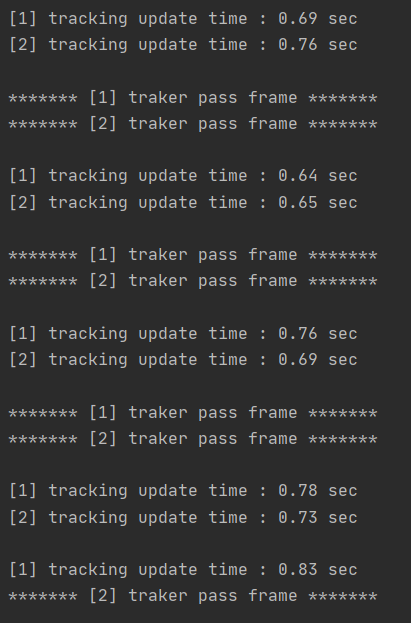 [1] tracking update time : 0.69 sec
[2] tracking update time : 0.76 sec
******* [1] traker pass frame *******
******* [2] traker pass frame *******
[1] tracking update time : 0.64 sec
[2] tracking update time : 0.65 sec
******* [1] traker pass frame *******
******* [2] traker pass frame *******
[1] tracking update time : 0.76 sec
[2] tracking update time : 0.69 sec
******* [1] traker pass frame *******
******* [2] traker pass frame *******
[1] tracking update time : 0.78 sec
[2] tracking update time : 0.73 sec
[1] tracking update time : 0.83 sec
******* [2] traker pass frame *******